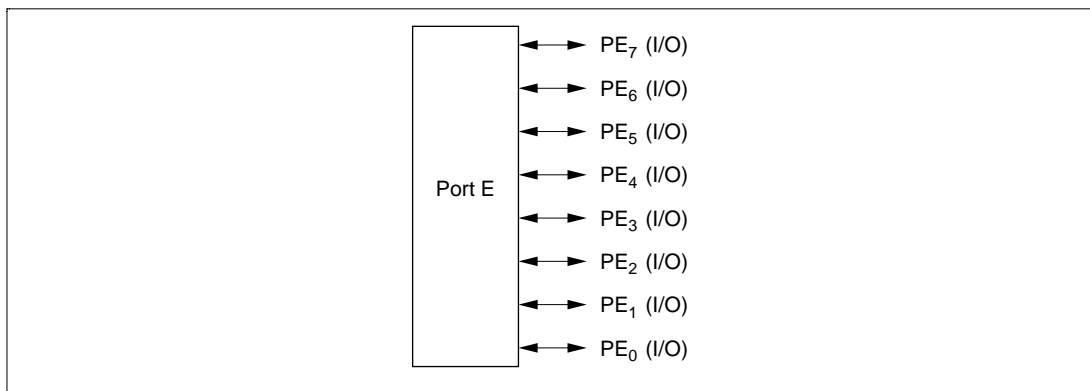 PE₇ (I/O)
PE₆ (I/O)
PE₅ (I/O)
PE₄ (I/O)
Port E
PE₃ (I/O)
PE₂ (I/O)
PE₁ (I/O)
PE₀ (I/O)